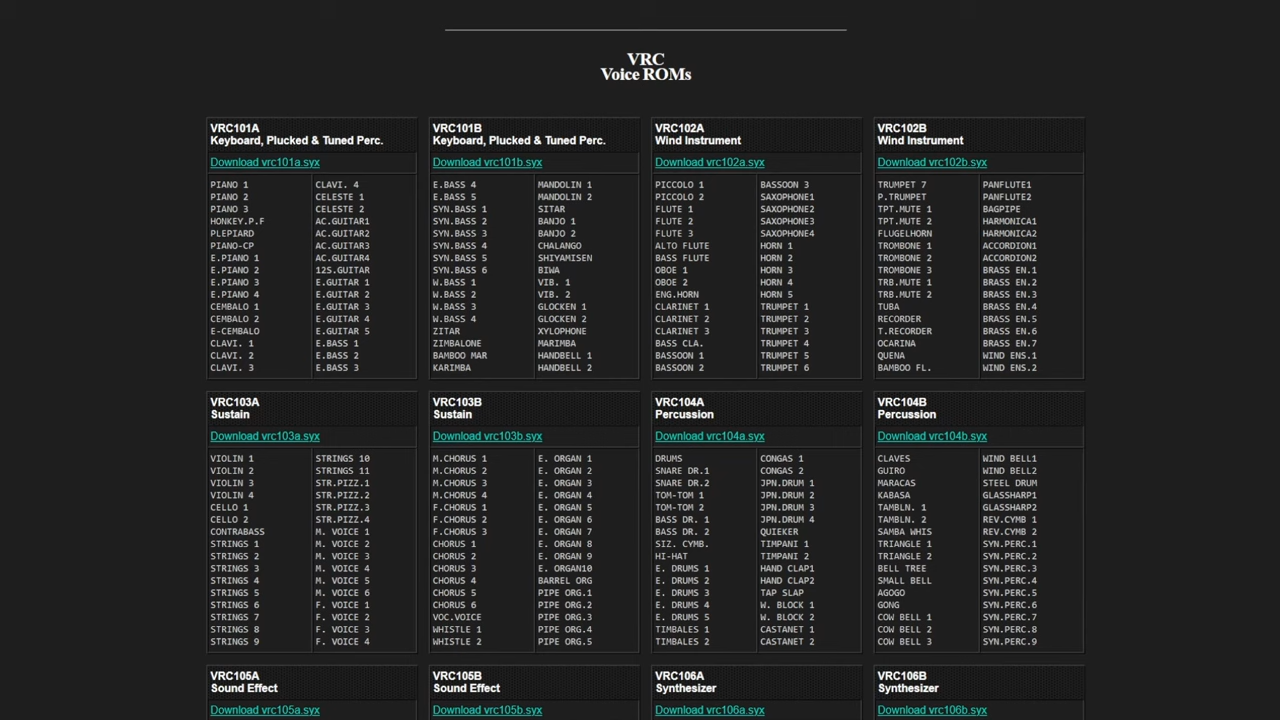 VRC
Voice ROMs
VRC101A
Keyboard, Plucked & Tuned Perc.
Download vrc101a.syx
PIANO 1
PIANO 2
PIANO 3
HONKEY.P.F
PLEPIARD
PIANO-CP
E.PIANO 1
E.PIANO 2
E.PIANO 3
E.PIANO 4
CEMBALO 1
CEMBALO 2
E-CEMBALO
CLAVI. 1
CLAVI. 2
CLAVI. 3
CLAVI. 4
CELESTE 1
CELESTE 2
AC.GUITAR1
AC.GUITAR2
AC.GUITAR3
AC.GUITAR4
12S.GUITAR
E.GUITAR 1
E.GUITAR 2
E.GUITAR 3
E.GUITAR 4
E.GUITAR 5
E.BASS 1
E.BASS 2
E.BASS 3
VRC101B
Keyboard, Plucked & Tuned Perc.
Download vrc101b.syx
E.BASS 4
E.BASS 5
SYN.BASS 1
SYN.BASS 2
SYN.BASS 3
SYN.BASS 4
SYN.BASS 5
SYN.BASS 6
W.BASS 1
W.BASS 2
W.BASS 3
W.BASS 4
ZITAR
ZIMBALONE
BAMBOO MAR
KARIMBA
MANDOLIN 1
MANDOLIN 2
SITAR
BANJO 1
BANJO 2
CHALANGO
SHIYAMISEN
BIWA
VIB. 1
VIB. 2
GLOCKEN 1
GLOCKEN 2
XYLOPHONE
MARIMBA
HANDBELL 1
HANDBELL 2
VRC102A
Wind Instrument
Download vrc102a.syx
PICCOLO 1
PICCOLO 2
FLUTE 1
FLUTE 2
FLUTE 3
ALTO FLUTE
BASS FLUTE
OBOE 1
OBOE 2
ENG.HORN
CLARINET 1
CLARINET 2
CLARINET 3
BASS CLA.
BASSOON 1
BASSOON 2
BASSOON 3
SAXOPHONE1
SAXOPHONE2
SAXOPHONE3
SAXOPHONE4
HORN 1
HORN 2
HORN 3
HORN 4
HORN 5
TRUMPET 1
TRUMPET 2
TRUMPET 3
TRUMPET 4
TRUMPET 5
TRUMPET 6
VRC102B
Wind Instrument
Download vrc102b.syx
TRUMPET 7
P.TRUMPET
TPT.MUTE 1
TPT.MUTE 2
FLUGELHORN
TROMBONE 1
TROMBONE 2
TROMBONE 3
TRB.MUTE 1
TRB.MUTE 2
TUBA
RECORDER
T.RECORDER
OCARINA
QUENA
BAMBOO FL.
PANFLUTE1
PANFLUTE2
BAGPIPE
HARMONICA1
HARMONICA2
ACCORDION1
ACCORDION2
BRASS EN.1
BRASS EN.2
BRASS EN.3
BRASS EN.4
BRASS EN.5
BRASS EN.6
BRASS EN.7
WIND ENS.1
WIND ENS.2
VRC103A
Sustain
Download vrc103a.syx
VIOLIN 1
VIOLIN 2
VIOLIN 3
VIOLIN 4
CELLO 1
CELLO 2
CONTRABASS
STRINGS 1
STRINGS 2
STRINGS 3
STRINGS 4
STRINGS 5
STRINGS 6
STRINGS 7
STRINGS 8
STRINGS 9
STRINGS 10
STRINGS 11
STR.PIZZ.1
STR.PIZZ.2
STR.PIZZ.3
STR.PIZZ.4
M. VOICE 1
M. VOICE 2
M. VOICE 3
M. VOICE 4
M. VOICE 5
M. VOICE 6
F. VOICE 1
F. VOICE 2
F. VOICE 3
F. VOICE 4
VRC103B
Sustain
Download vrc103b.syx
M.CHORUS 1
M.CHORUS 2
M.CHORUS 3
M.CHORUS 4
F.CHORUS 1
F.CHORUS 2
F.CHORUS 3
CHORUS 1
CHORUS 2
CHORUS 3
CHORUS 4
CHORUS 5
CHORUS 6
VOC.VOICE
WHISTLE 1
WHISTLE 2
E. ORGAN 1
E. ORGAN 2
E. ORGAN 3
E. ORGAN 4
E. ORGAN 5
E. ORGAN 6
E. ORGAN 7
E. ORGAN 8
E. ORGAN 9
E. ORGAN10
BARREL ORG
PIPE ORG.1
PIPE ORG.2
PIPE ORG.3
PIPE ORG.4
PIPE ORG.5
VRC104A
Percussion
Download vrc104a.syx
DRUMS
SNARE DR.1
SNARE DR.2
TOM-TOM 1
TOM-TOM 2
BASS DR. 1
BASS DR. 2
SIZ. CYMB.
HI-HAT
E. DRUMS 1
E. DRUMS 2
E. DRUMS 3
E. DRUMS 4
E. DRUMS 5
TIMBALES 1
TIMBALES 2
CONGAS 1
CONGAS 2
JPN.DRUM 1
JPN.DRUM 2
JPN.DRUM 3
JPN.DRUM 4
QUIEKER
TIMPANI 1
TIMPANI 2
HAND CLAP1
HAND CLAP2
TAP SLAP
W. BLOCK 1
W. BLOCK 2
CASTANET 1
CASTANET 2
VRC104B
Percussion
Download vrc104b.syx
CLAVES
GUIRO
MARACAS
KABASA
TAMBLN. 1
TAMBLN. 2
SAMBA WHIS
TRIANGLE 1
TRIANGLE 2
BELL TREE
SMALL BELL
AGOGO
GONG
COW BELL 1
COW BELL 2
COW BELL 3
WIND BELL1
WIND BELL2
STEEL DRUM
GLASSHARP1
GLASSHARP2
REV.CYMB 1
REV.CYMB 2
SYN.PERC.1
SYN.PERC.2
SYN.PERC.3
SYN.PERC.4
SYN.PERC.5
SYN.PERC.6
SYN.PERC.7
SYN.PERC.8
SYN.PERC.9
VRC105A
Sound Effect
Download vrc105a.syx
VRC105B
Sound Effect
Download vrc105b.syx
VRC106A
Synthesizer
Download vrc106a.syx
VRC106B
Synthesizer
Download vrc106b.syx